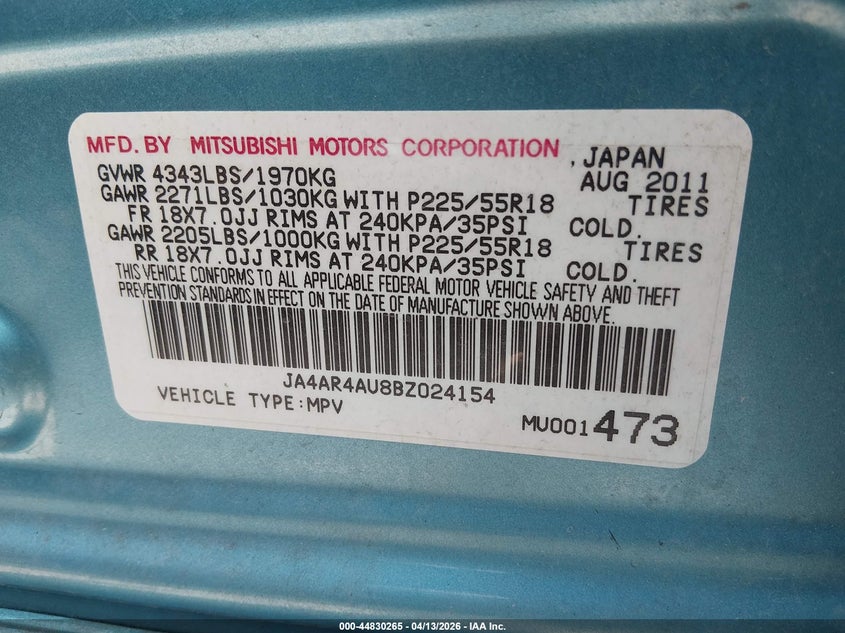 MFD. BY MITSUBISHI MOTORS CORPORATION , JAPAN
GVWR 4343LBS/1970KG AUG 2011
GAWR 2271LBS/1030KG WITH P225/55R18 TIRES
FR 18X7.0JJ RIMS AT 240KPA/35PSI COLD.
GAWR 2205LBS/1000KG WITH P225/55R18 TIRES
RR 18X7.0JJ RIMS AT 240KPA/35PSI COLD.
THIS VEHICLE CONFORMS TO ALL APPLICABLE FEDERAL MOTOR VEHICLE SAFETY AND THEFT
PREVENTION STANDARDS IN EFFECT ON THE DATE OF MANUFACTURE SHOWN ABOVE.
JA4AR4AU8BZ024154
VEHICLE TYPE:MPV
MU001473
000-44830265 - 04/13/2026 - IAA Inc.